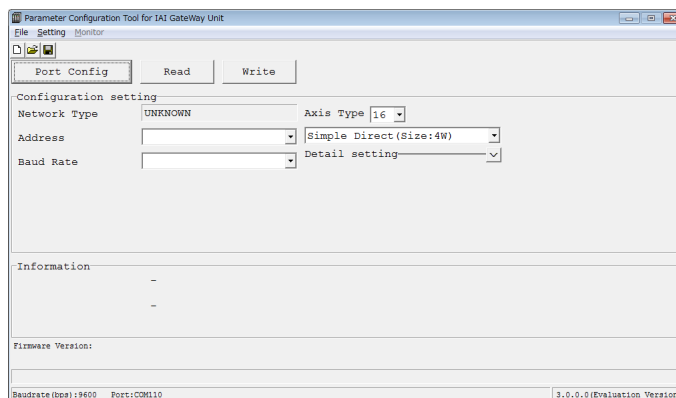 Parameter Configuration Tool for IAI GateWay Unit
File Setting Monitor
Port Config Read Write
Configuration setting
Network Type UNKNOWN Axis Type 16
Address Simple Direct(Size:4W)
Baud Rate Detail setting
Information
–
–
Firmware Version:
Baudrate(bps):9600 Port:COM110 3.0.0.0(Evaluation Version